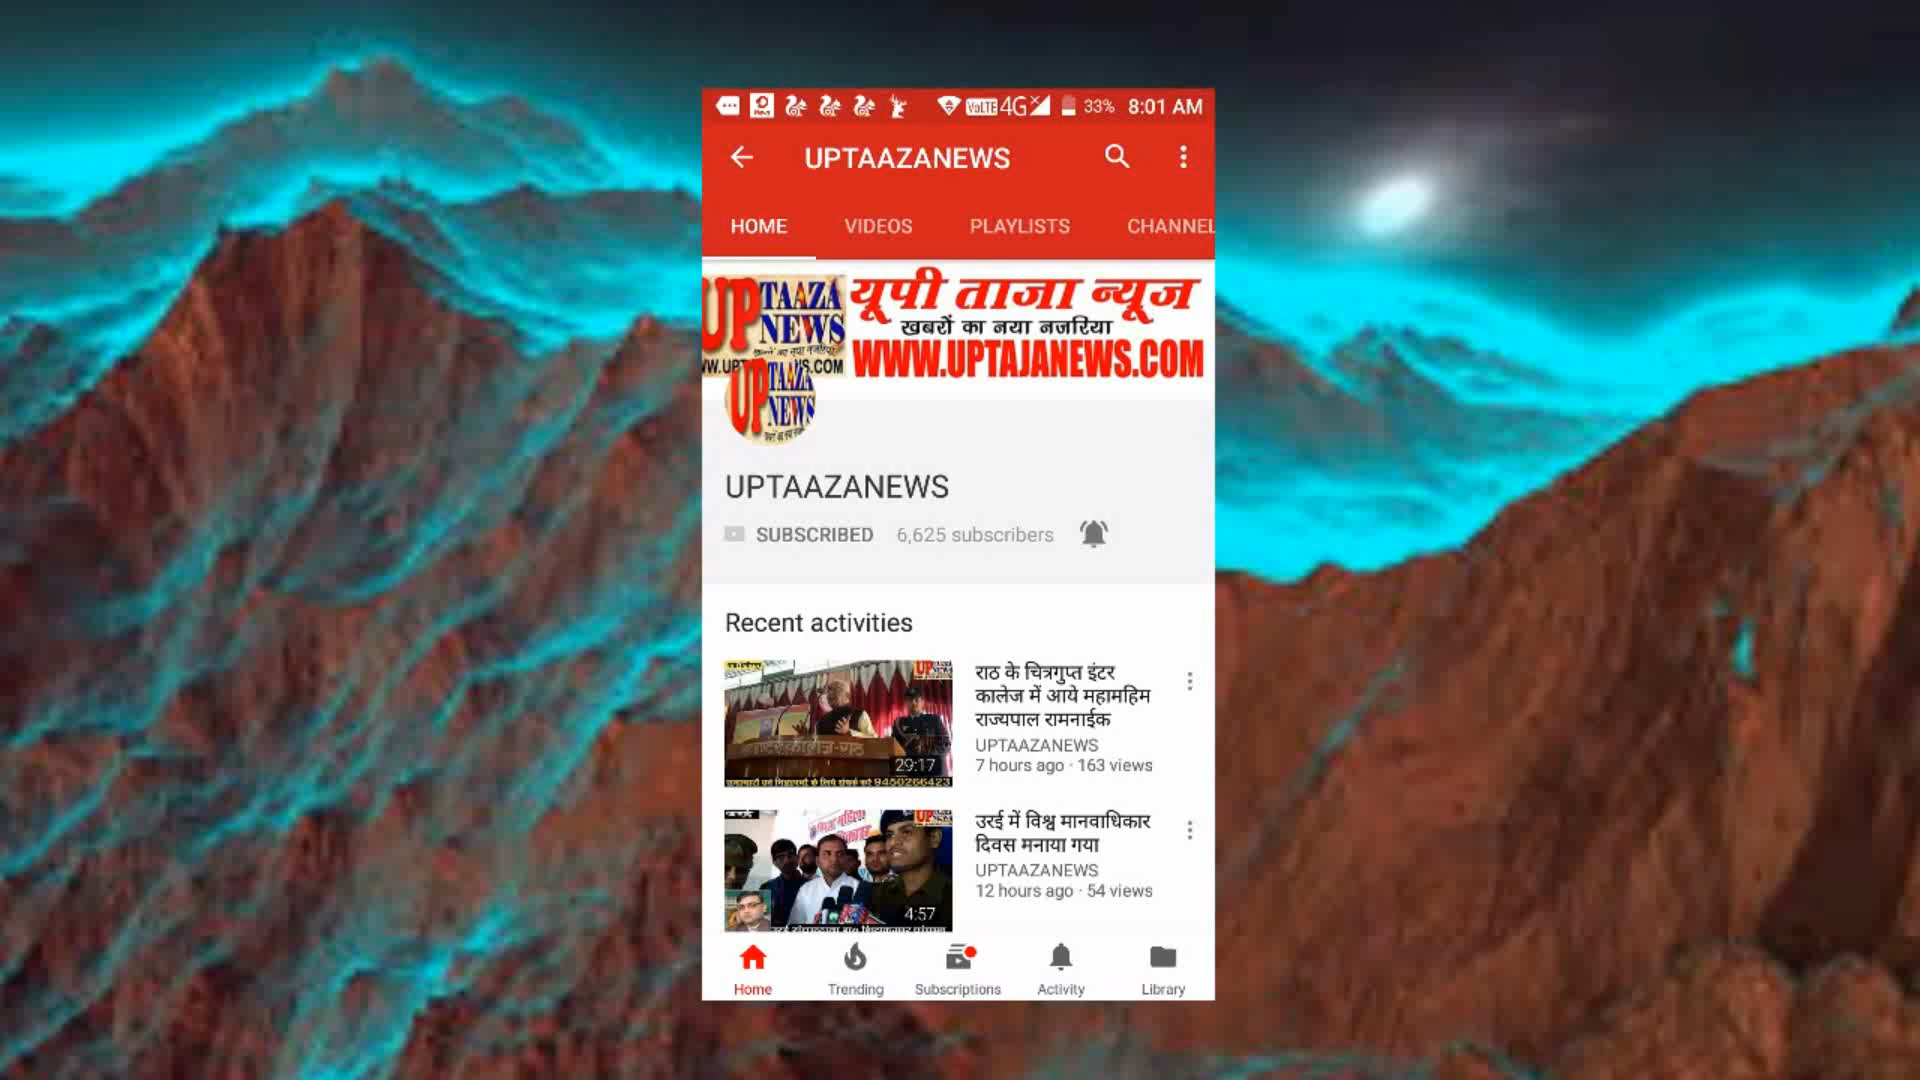 VoLTE 4G 33% 8:01 AM
UPTAAZANEWS
HOME VIDEOS PLAYLISTS CHANNEL
UP TAAZA NEWS
यूपी ताजा न्यूज
खबरों का नया नजरिया
WWW.UPTAJANEWS.COM
UP TAAZA NEWS
UPTAAZANEWS
SUBSCRIBED 6,625 subscribers
Recent activities
राठ के चित्रगुप्त इंटर
कालेज में आये महामहिम
राज्यपाल रामनाईक
UPTAAZANEWS
7 hours ago · 163 views
29:17
उरई में विश्व मानवाधिकार
दिवस मनाया गया
UPTAAZANEWS
12 hours ago · 54 views
4:57
Home Trending Subscriptions Activity Library